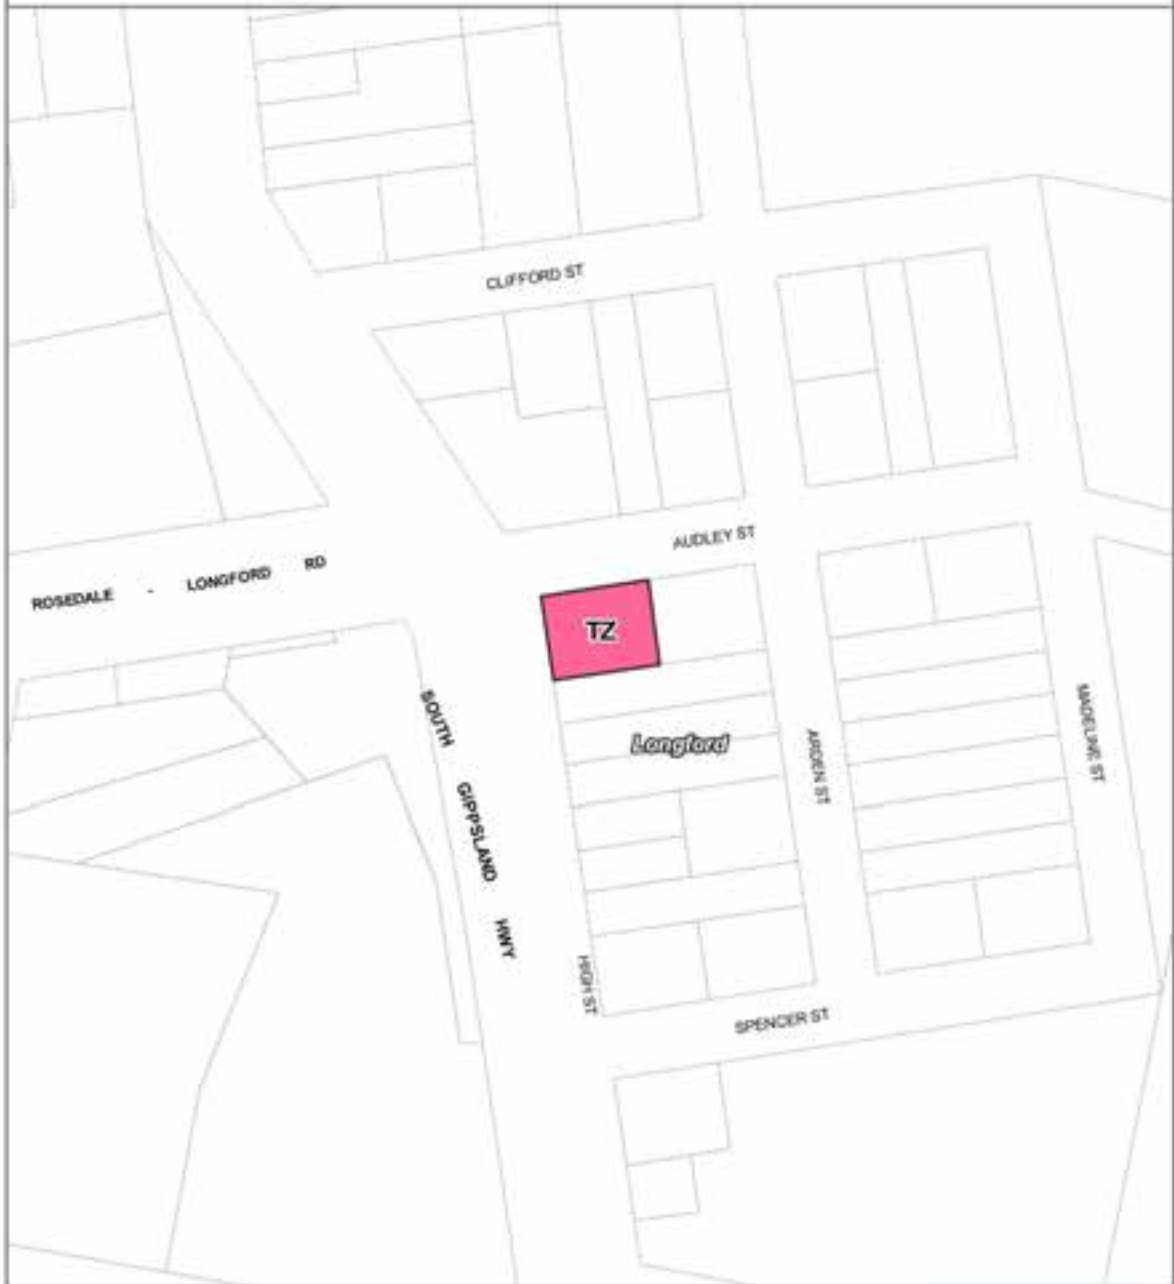 CLIFFORD ST
AUDLEY ST
ROSEDALE - LONGFORD RD
TZ
SOUTH GIPPSLAND HWY
Longford
ARDEN ST
MADELINE ST
HIGH ST
SPENCER ST